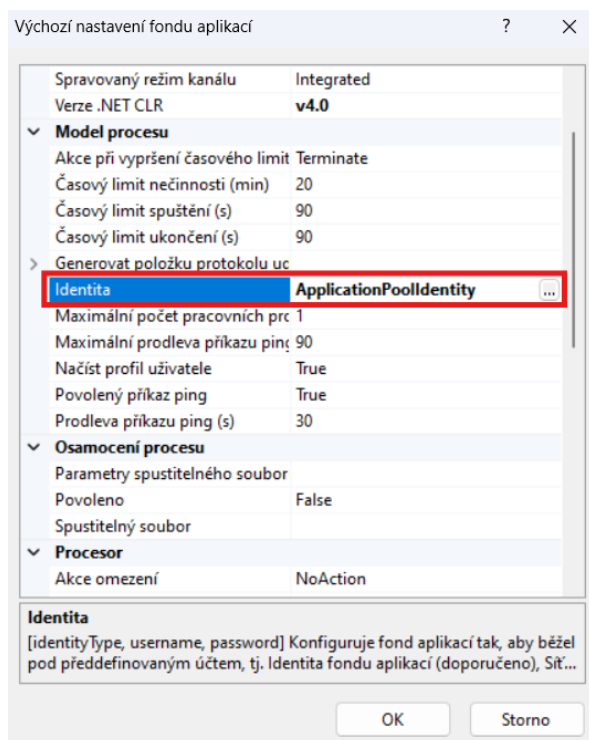 Výchozí nastavení fondu aplikací ?
Spravovaný režim kanálu Integrated
Verze .NET CLR v4.0
Model procesu
Akce při vypršení časového limit Terminate
Časový limit nečinnosti (min) 20
Časový limit spuštění (s) 90
Časový limit ukončení (s) 90
Generovat položku protokolu uc
Identita ApplicationPoolIdentity ...
Maximální počet pracovních prc 1
Maximální prodleva příkazu ping 90
Načíst profil uživatele True
Povolený příkaz ping True
Prodleva příkazu ping (s) 30
Osamocení procesu
Parametry spustitelného soubor
Povoleno False
Spustitelný soubor
Procesor
Akce omezení NoAction
Identita
[identityType, username, password] Konfiguruje fond aplikací tak, aby běžel
pod předdefinovaným účtem, tj. Identita fondu aplikací (doporučeno), Síť...
OK Storno